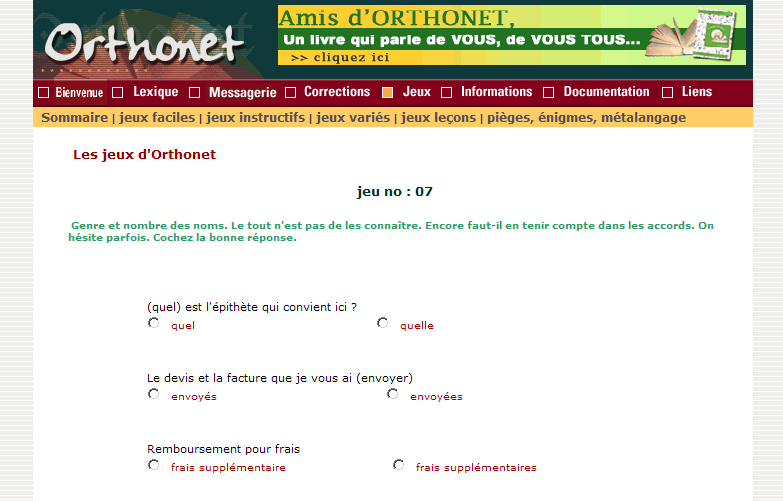 Orthonet
Amis d'ORTHONET,
Un livre qui parle de VOUS, de VOUS TOUS...
>> cliquez ici
Bienvenue Lexique Messagerie Corrections Jeux Informations Documentation Liens
Sommaire | jeux faciles | jeux instructifs | jeux variés | jeux leçons | pièges, énigmes, métalangage
Les jeux d'Orthonet
jeu no : 07
Genre et nombre des noms. Le tout n'est pas de les connaître. Encore faut-il en tenir compte dans les accords. On
hésite parfois. Cochez la bonne réponse.
(quel) est l'épithète qui convient ici ?
quel quelle
Le devis et la facture que je vous ai (envoyer)
envoyés envoyées
Remboursement pour frais
frais supplémentaire frais supplémentaires